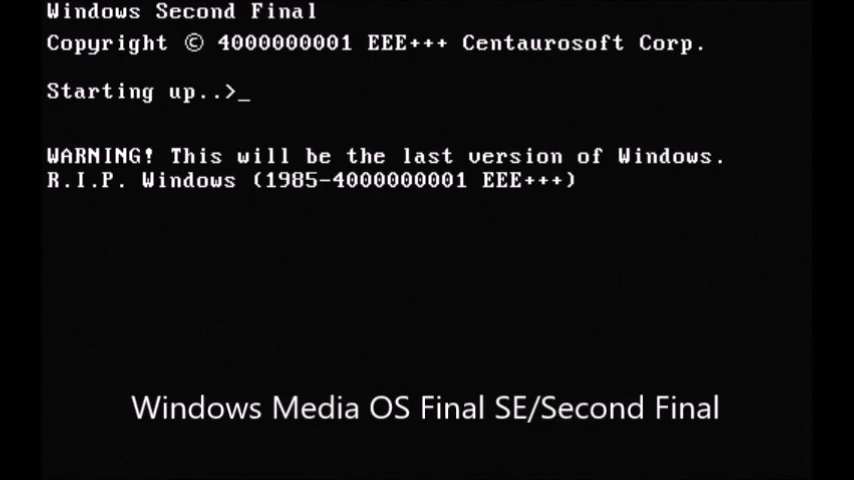 Windows Second Final
Copyright © 4000000001 EEE+++ Centaurosoft Corp.
Starting up..>_
WARNING! This will be the last version of Windows.
R.I.P. Windows (1985-4000000001 EEE+++)
Windows Media OS Final SE/Second Final